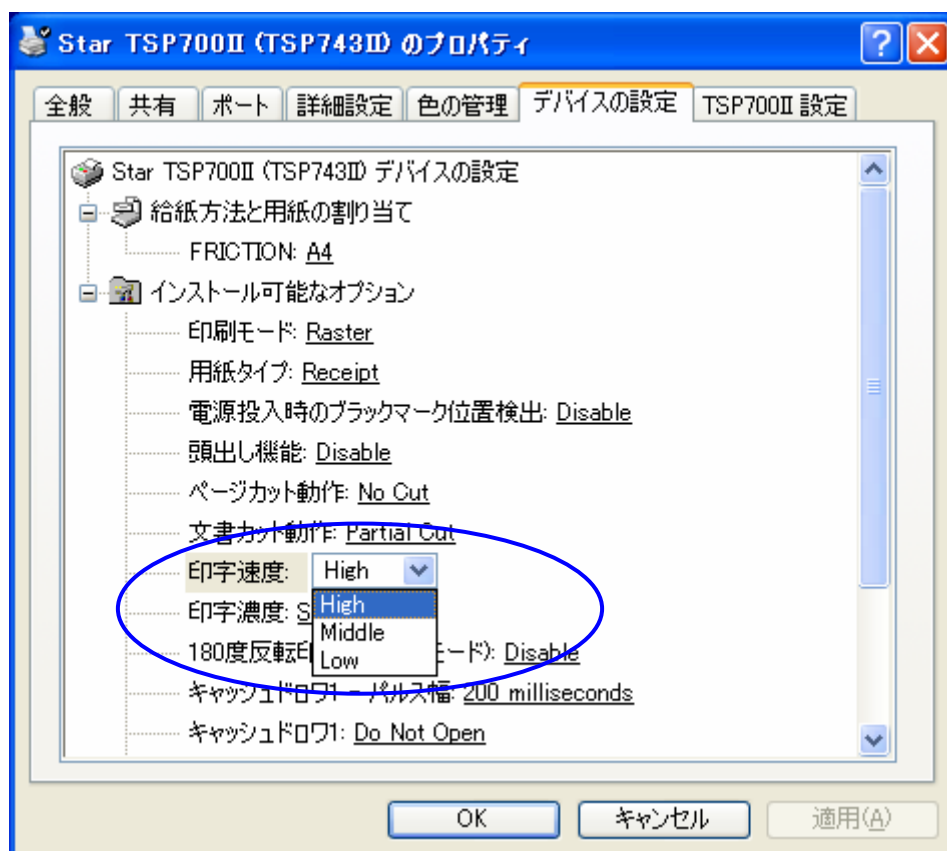 Star TSP700II (TSP743II) のプロパティ
全般 共有 ポート 詳細設定 色の管理 デバイスの設定 TSP700II 設定
Star TSP700II (TSP743II) デバイスの設定
給紙方法と用紙の割り当て
FRICTION: A4
インストール可能なオプション
印刷モード: Raster
用紙タイプ: Receipt
電源投入時のブラックマーク位置検出: Disable
頭出し機能: Disable
ページカット動作: No Cut
文書カット動作: Partial Cut
印字速度: High
High
印字濃度: S
Middle
180度反転 モード): Disable
Low
キャッシュドロワ1 - パルス幅: 200 milliseconds
キャッシュドロワ1: Do Not Open
OK キャンセル 適用(A)